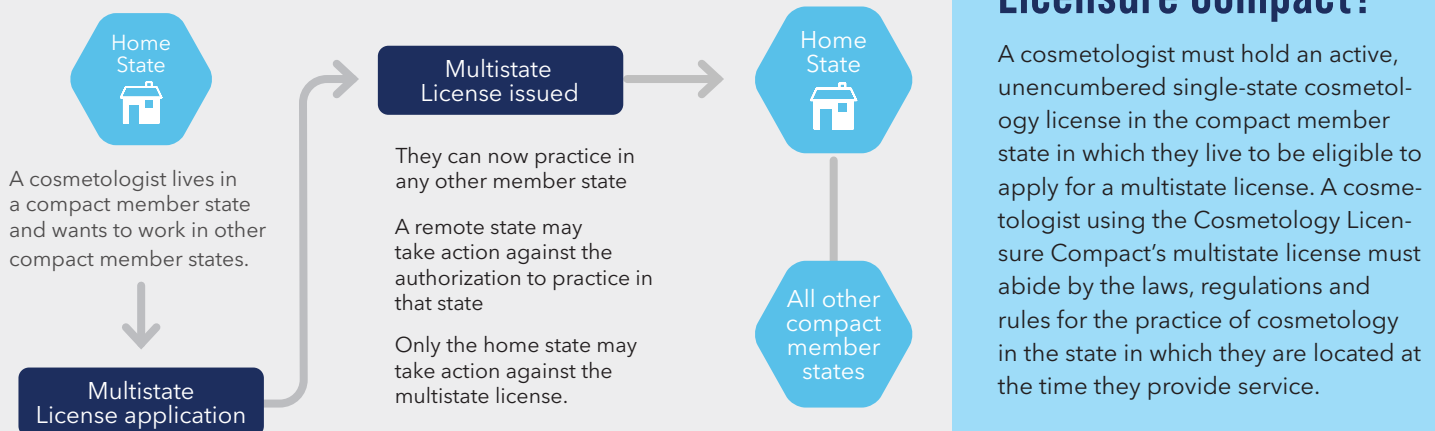 Home
State
A cosmetologist lives in
a compact member state
and wants to work in other
compact member states.
Multistate
License application
Multistate
License issued
They can now practice in
any other member state
A remote state may
take action against the
authorization to practice in
that state
Only the home state may
take action against the
multistate license.
Home
State
All other
compact
member
states
Licensure Compact?
A cosmetologist must hold an active,
unencumbered single-state cosmetol-
ogy license in the compact member
state in which they live to be eligible to
apply for a multistate license. A cosme-
tologist using the Cosmetology Licen-
sure Compact’s multistate license must
abide by the laws, regulations and
rules for the practice of cosmetology
in the state in which they are located at
the time they provide service.